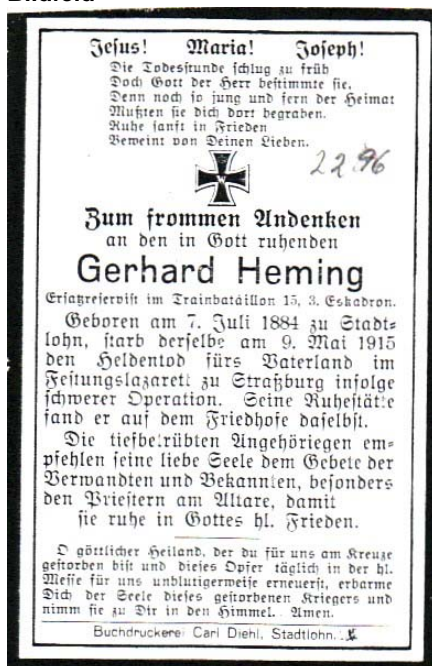 Jesus! Maria! Joseph!
Die Todesstunde schlug zu früh
Doch Gott der Herr bestimmte sie.
Denn noch so jung und fern der Heimat
Mußten sie dich dort begraben.
Ruhe sanft in Frieden
Beweint von Deinen Lieben.
22.96
W
Zum frommen Andenken
an den in Gott ruhenden
Gerhard Heming
Ersatzreservist im Trainbatäillon 15, 3. Eskadron.
Geboren am 7. Juli 1884 zu Stadt-
lohn, starb derselbe am 9. Mai 1915
den Heldentod fürs Vaterland im
Festungslazarett zu Straßburg infolge
schwerer Operation. Seine Ruhestätte
fand er auf dem Friedhofe daselbst.
Die tiefbetrübten Angehöriegen em-
pfehlen seine liebe Seele dem Gebete der
Verwandten und Bekannten, besonders
den Priestern am Altare, damit
sie ruhe in Gottes hl. Frieden.
O göttlicher Heiland, der du für uns am Kreuze
gestorben bist und dieses Opfer täglich in der hl.
Messe für uns unblutigerweise erneuerst, erbarme
Dich der Seele dieses gestorbenen Kriegers und
nimm sie zu Dir in den Himmel. Amen.
Buchdruckerei Carl Diehl, Stadtlohn.